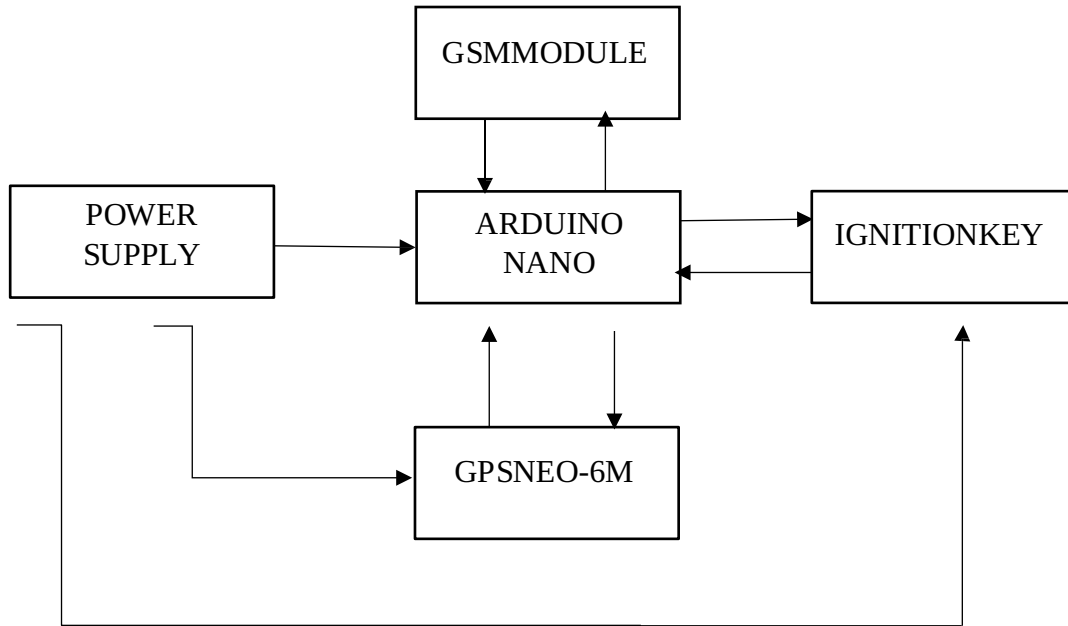 GSMMODULE
POWER
SUPPLY
ARDUINO
NANO
IGNITIONKEY
GPSNEO-6M